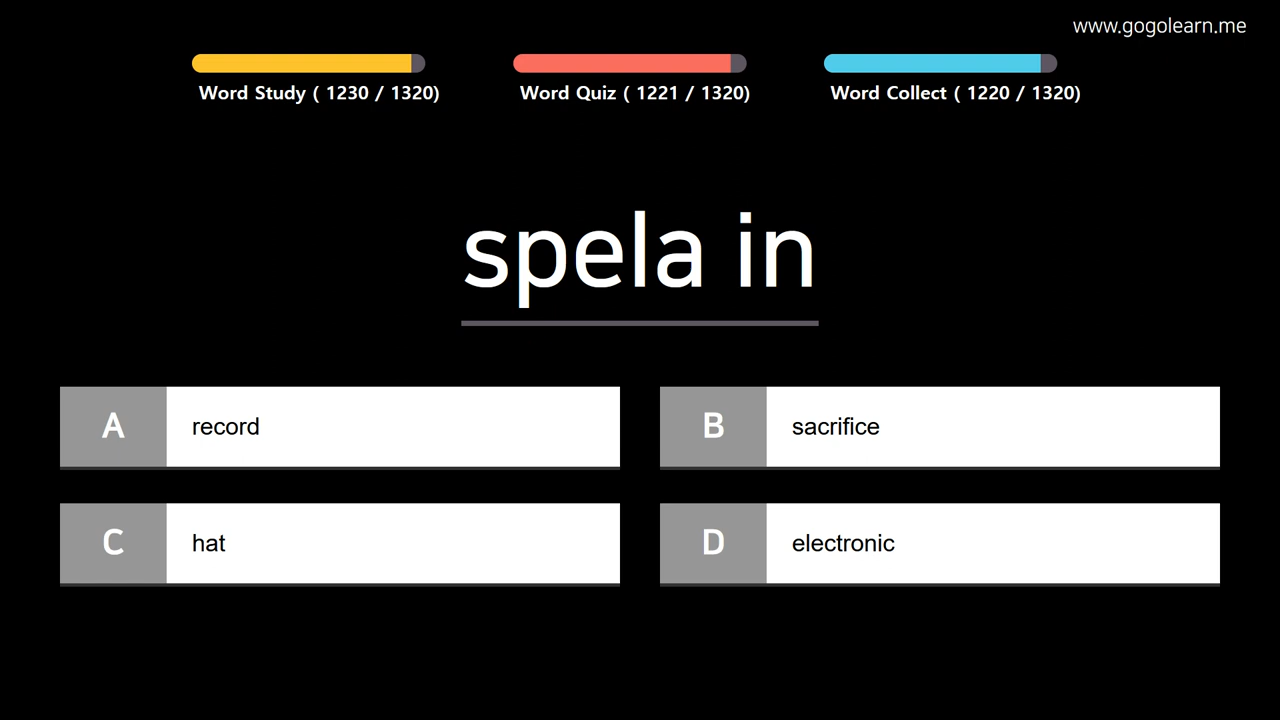 www.gogolearn.me
Word Study ( 1230 / 1320)
Word Quiz ( 1221 / 1320)
Word Collect ( 1220 / 1320)
spela in
A record
B sacrifice
C hat
D electronic